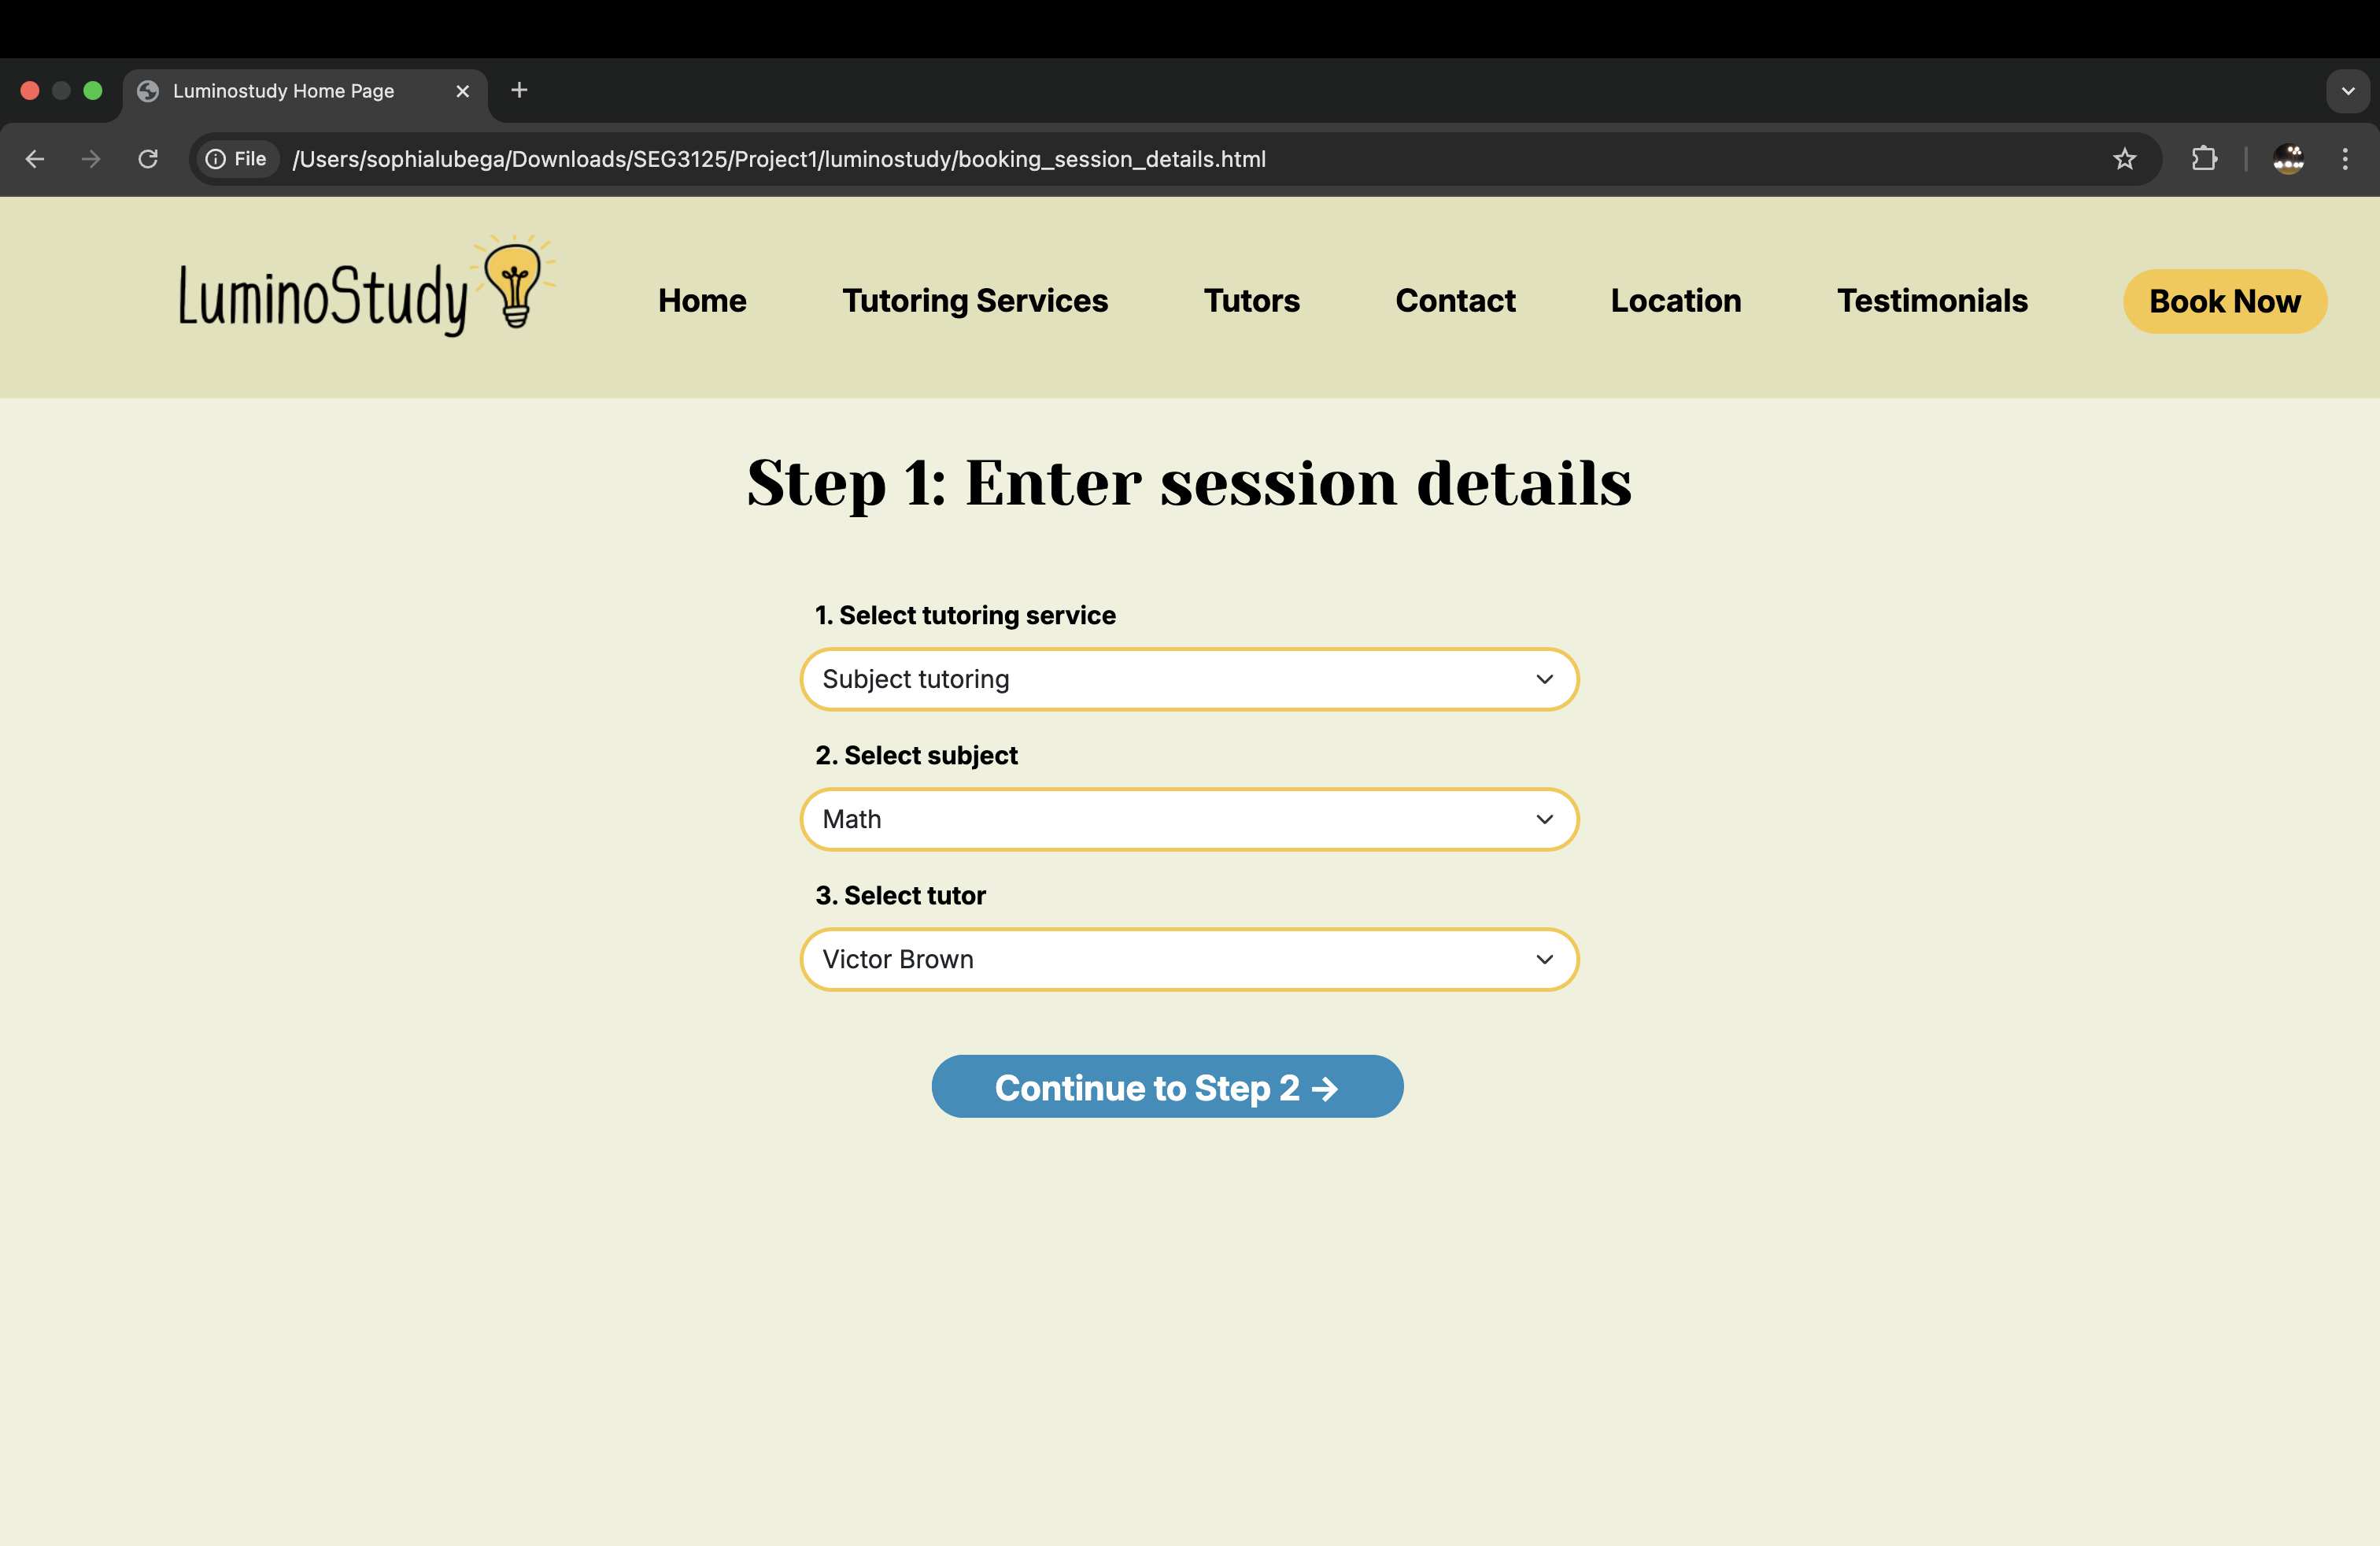 Luminostudy Home Page
File /Users/sophialubega/Downloads/SEG3125/Project1/luminostudy/booking_session_details.html
LuminoStudy Home Tutoring Services Tutors Contact Location Testimonials Book Now
Step 1: Enter session details
1. Select tutoring service
Subject tutoring
2. Select subject
Math
3. Select tutor
Victor Brown
Continue to Step 2 →